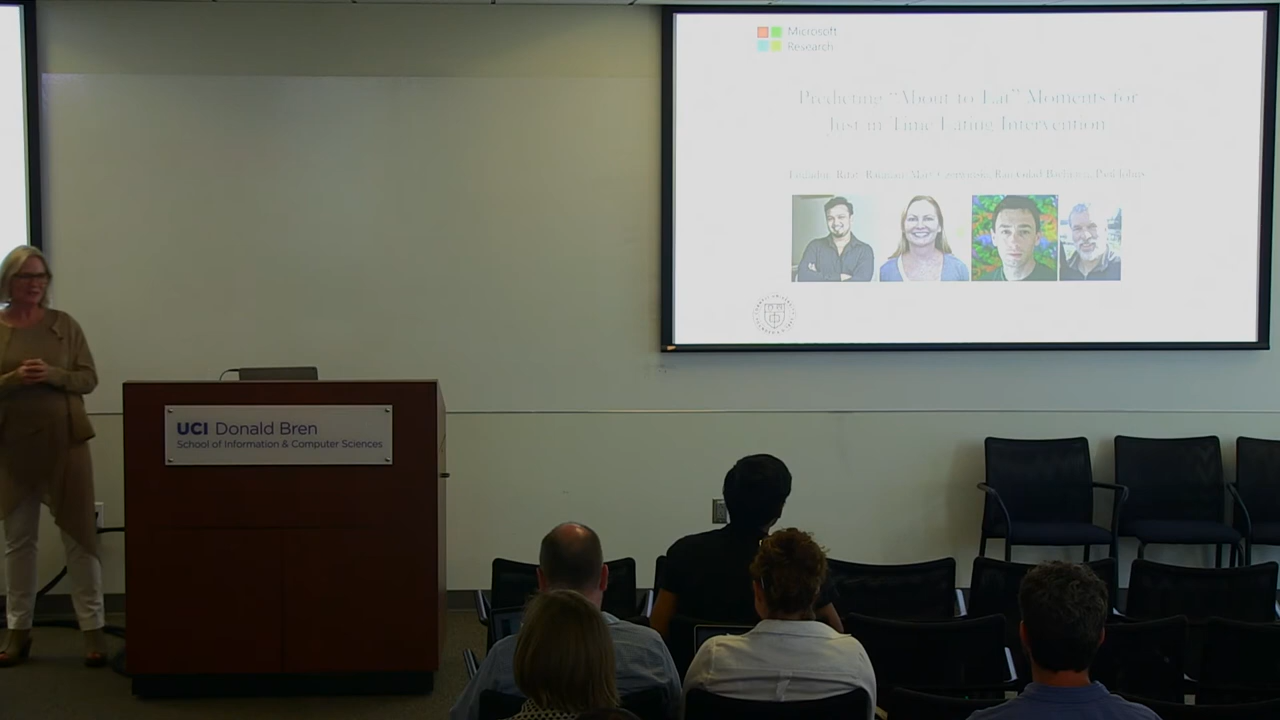 Microsoft
Research
Predicting "About to Eat" Moments for
Just-in-Time Eating Intervention
UCI Donald Bren
School of Information & Computer Sciences